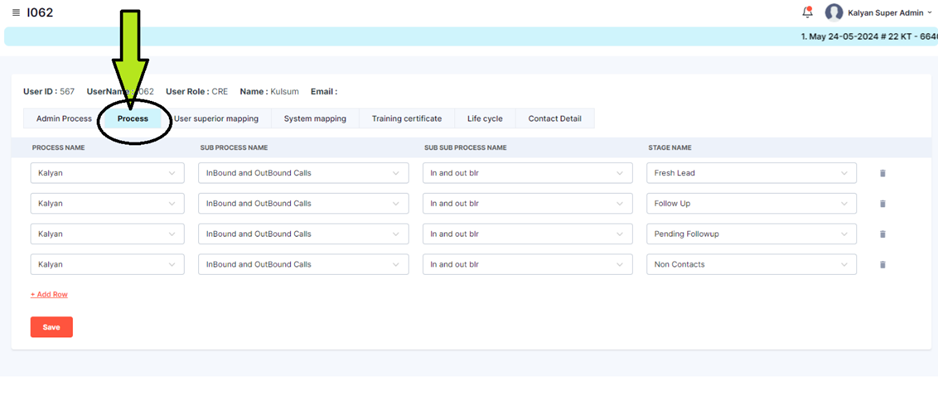 I062
Kalyan Super Admin
1. May 24-05-2024 # 22 KT - 664
User ID : 567 UserName 062 User Role : CRE Name : Kulsum Email :
Admin Process Process User superior mapping System mapping Training certificate Life cycle Contact Detail
PROCESS NAME SUB PROCESS NAME SUB SUB PROCESS NAME STAGE NAME
Kalyan InBound and OutBound Calls In and out blr Fresh Lead
Kalyan InBound and OutBound Calls In and out blr Follow Up
Kalyan InBound and OutBound Calls In and out blr Pending Followup
Kalyan InBound and OutBound Calls In and out blr Non Contacts
+ Add Row
Save